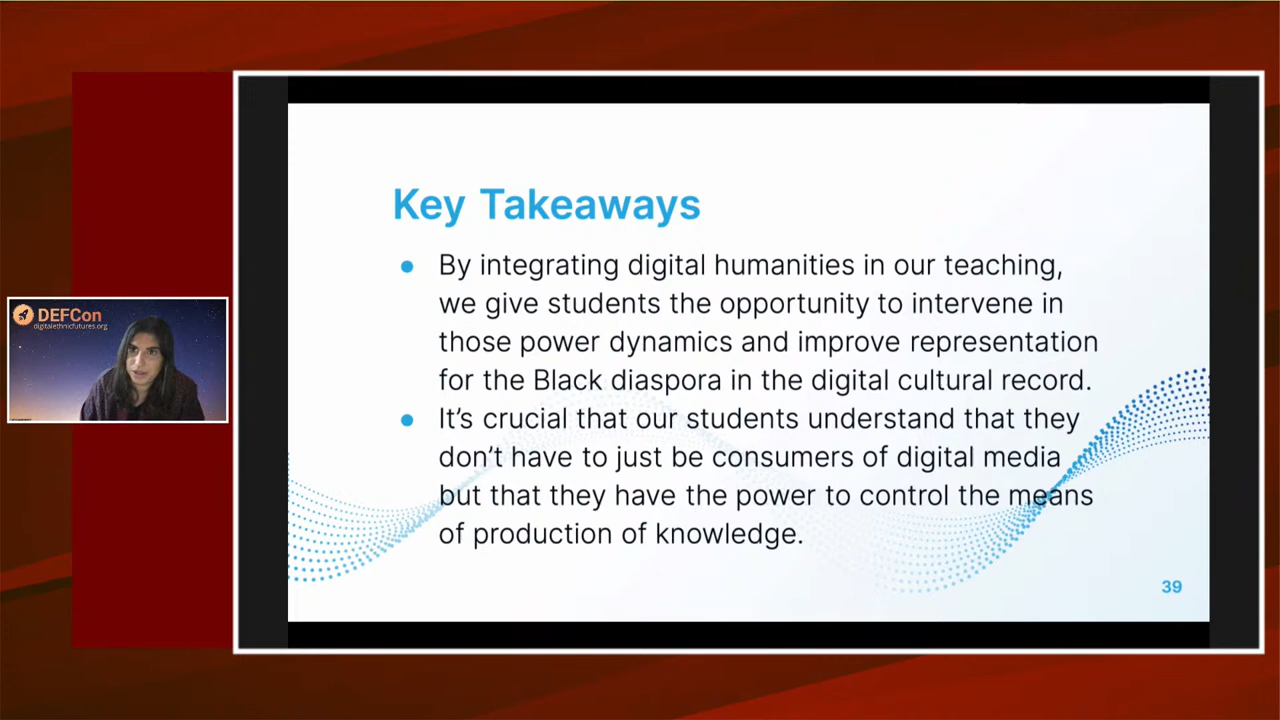 DEFCon
digitalethnicfutures.org
Key Takeaways
● By integrating digital humanities in our teaching,
we give students the opportunity to intervene in
those power dynamics and improve representation
for the Black diaspora in the digital cultural record.
● It’s crucial that our students understand that they
don’t have to just be consumers of digital media
but that they have the power to control the means
of production of knowledge.
39